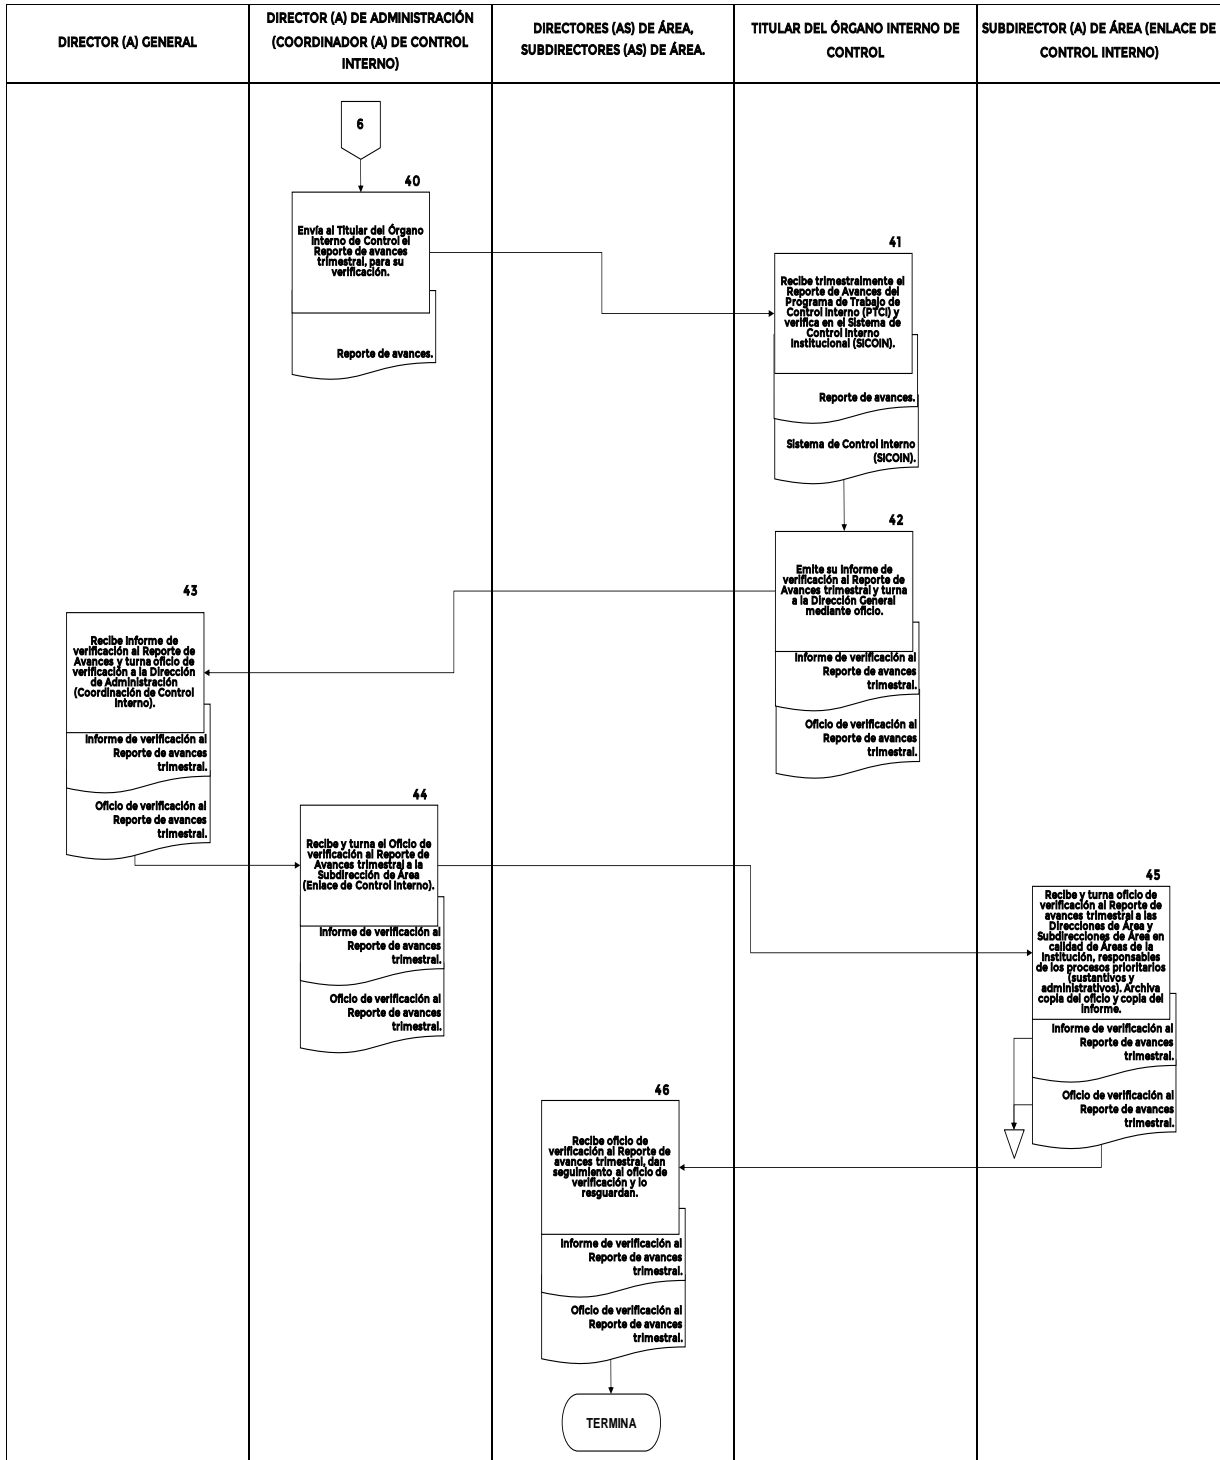 DIRECTOR (A) GENERAL
DIRECTOR (A) DE ADMINISTRACIÓN
(COORDINADOR (A) DE CONTROL
INTERNO)
DIRECTORES (AS) DE ÁREA,
SUBDIRECTORES (AS) DE ÁREA.
TITULAR DEL ÓRGANO INTERNO DE
CONTROL
SUBDIRECTOR (A) DE ÁREA (ENLACE DE
CONTROL INTERNO)
6
40
Envía al Titular del Órgano
Interno de Control el
Reporte de avances
trimestral, para su
verificación.
Reporte de avances.
41
Recibe trimestralmente el
Reporte de Avances del
Programa de Trabajo de
Control Interno (PTCI) y
verifica en el Sistema de
Control Interno
Institucional (SICOIN).
Reporte de avances.
Sistema de Control Interno
(SICOIN).
42
Emite su Informe de
verificación al Reporte de
Avances trimestral y turna
a la Dirección General
mediante oficio.
Informe de verificación al
Reporte de avances
trimestral.
Oficio de verificación al
Reporte de avances
trimestral.
43
Recibe Informe de
verificación al Reporte de
Avances y turna oficio de
verificación a la Dirección
de Administración
(Coordinación de Control
Interno).
Informe de verificación al
Reporte de avances
trimestral.
Oficio de verificación al
Reporte de avances
trimestral.
44
Recibe y turna el Oficio de
verificación al Reporte de
Avances trimestral a la
Subdirección de Área
(Enlace de Control Interno).
Informe de verificación al
Reporte de avances
trimestral.
Oficio de verificación al
Reporte de avances
trimestral.
45
Recibe y turna oficio de
verificación al Reporte de
avances trimestral a las
Direcciones de Área y
Subdirecciones de Área en
calidad de Áreas de la
Institución, responsables
de los procesos prioritarios
(sustantivos y
administrativos). Archiva
copia del oficio y copia del
informe.
Informe de verificación al
Reporte de avances
trimestral.
Oficio de verificación al
Reporte de avances
trimestral.
46
Recibe oficio de
verificación al Reporte de
avances trimestral, dan
seguimiento al oficio de
verificación y lo
resguardan.
Informe de verificación al
Reporte de avances
trimestral.
Oficio de verificación al
Reporte de avances
trimestral.
TERMINA